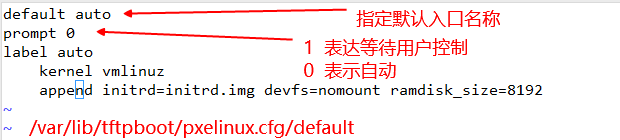 default auto 指定默认入口名称
prompt 0
1 表达等待用户控制
label auto
0 表示自动
kernel vmlinuz
append initrd=initrd.img devfs=nomount ramdisk_size=8192
~
~ /var/lib/tftpboot/pxelinux.cfg/default